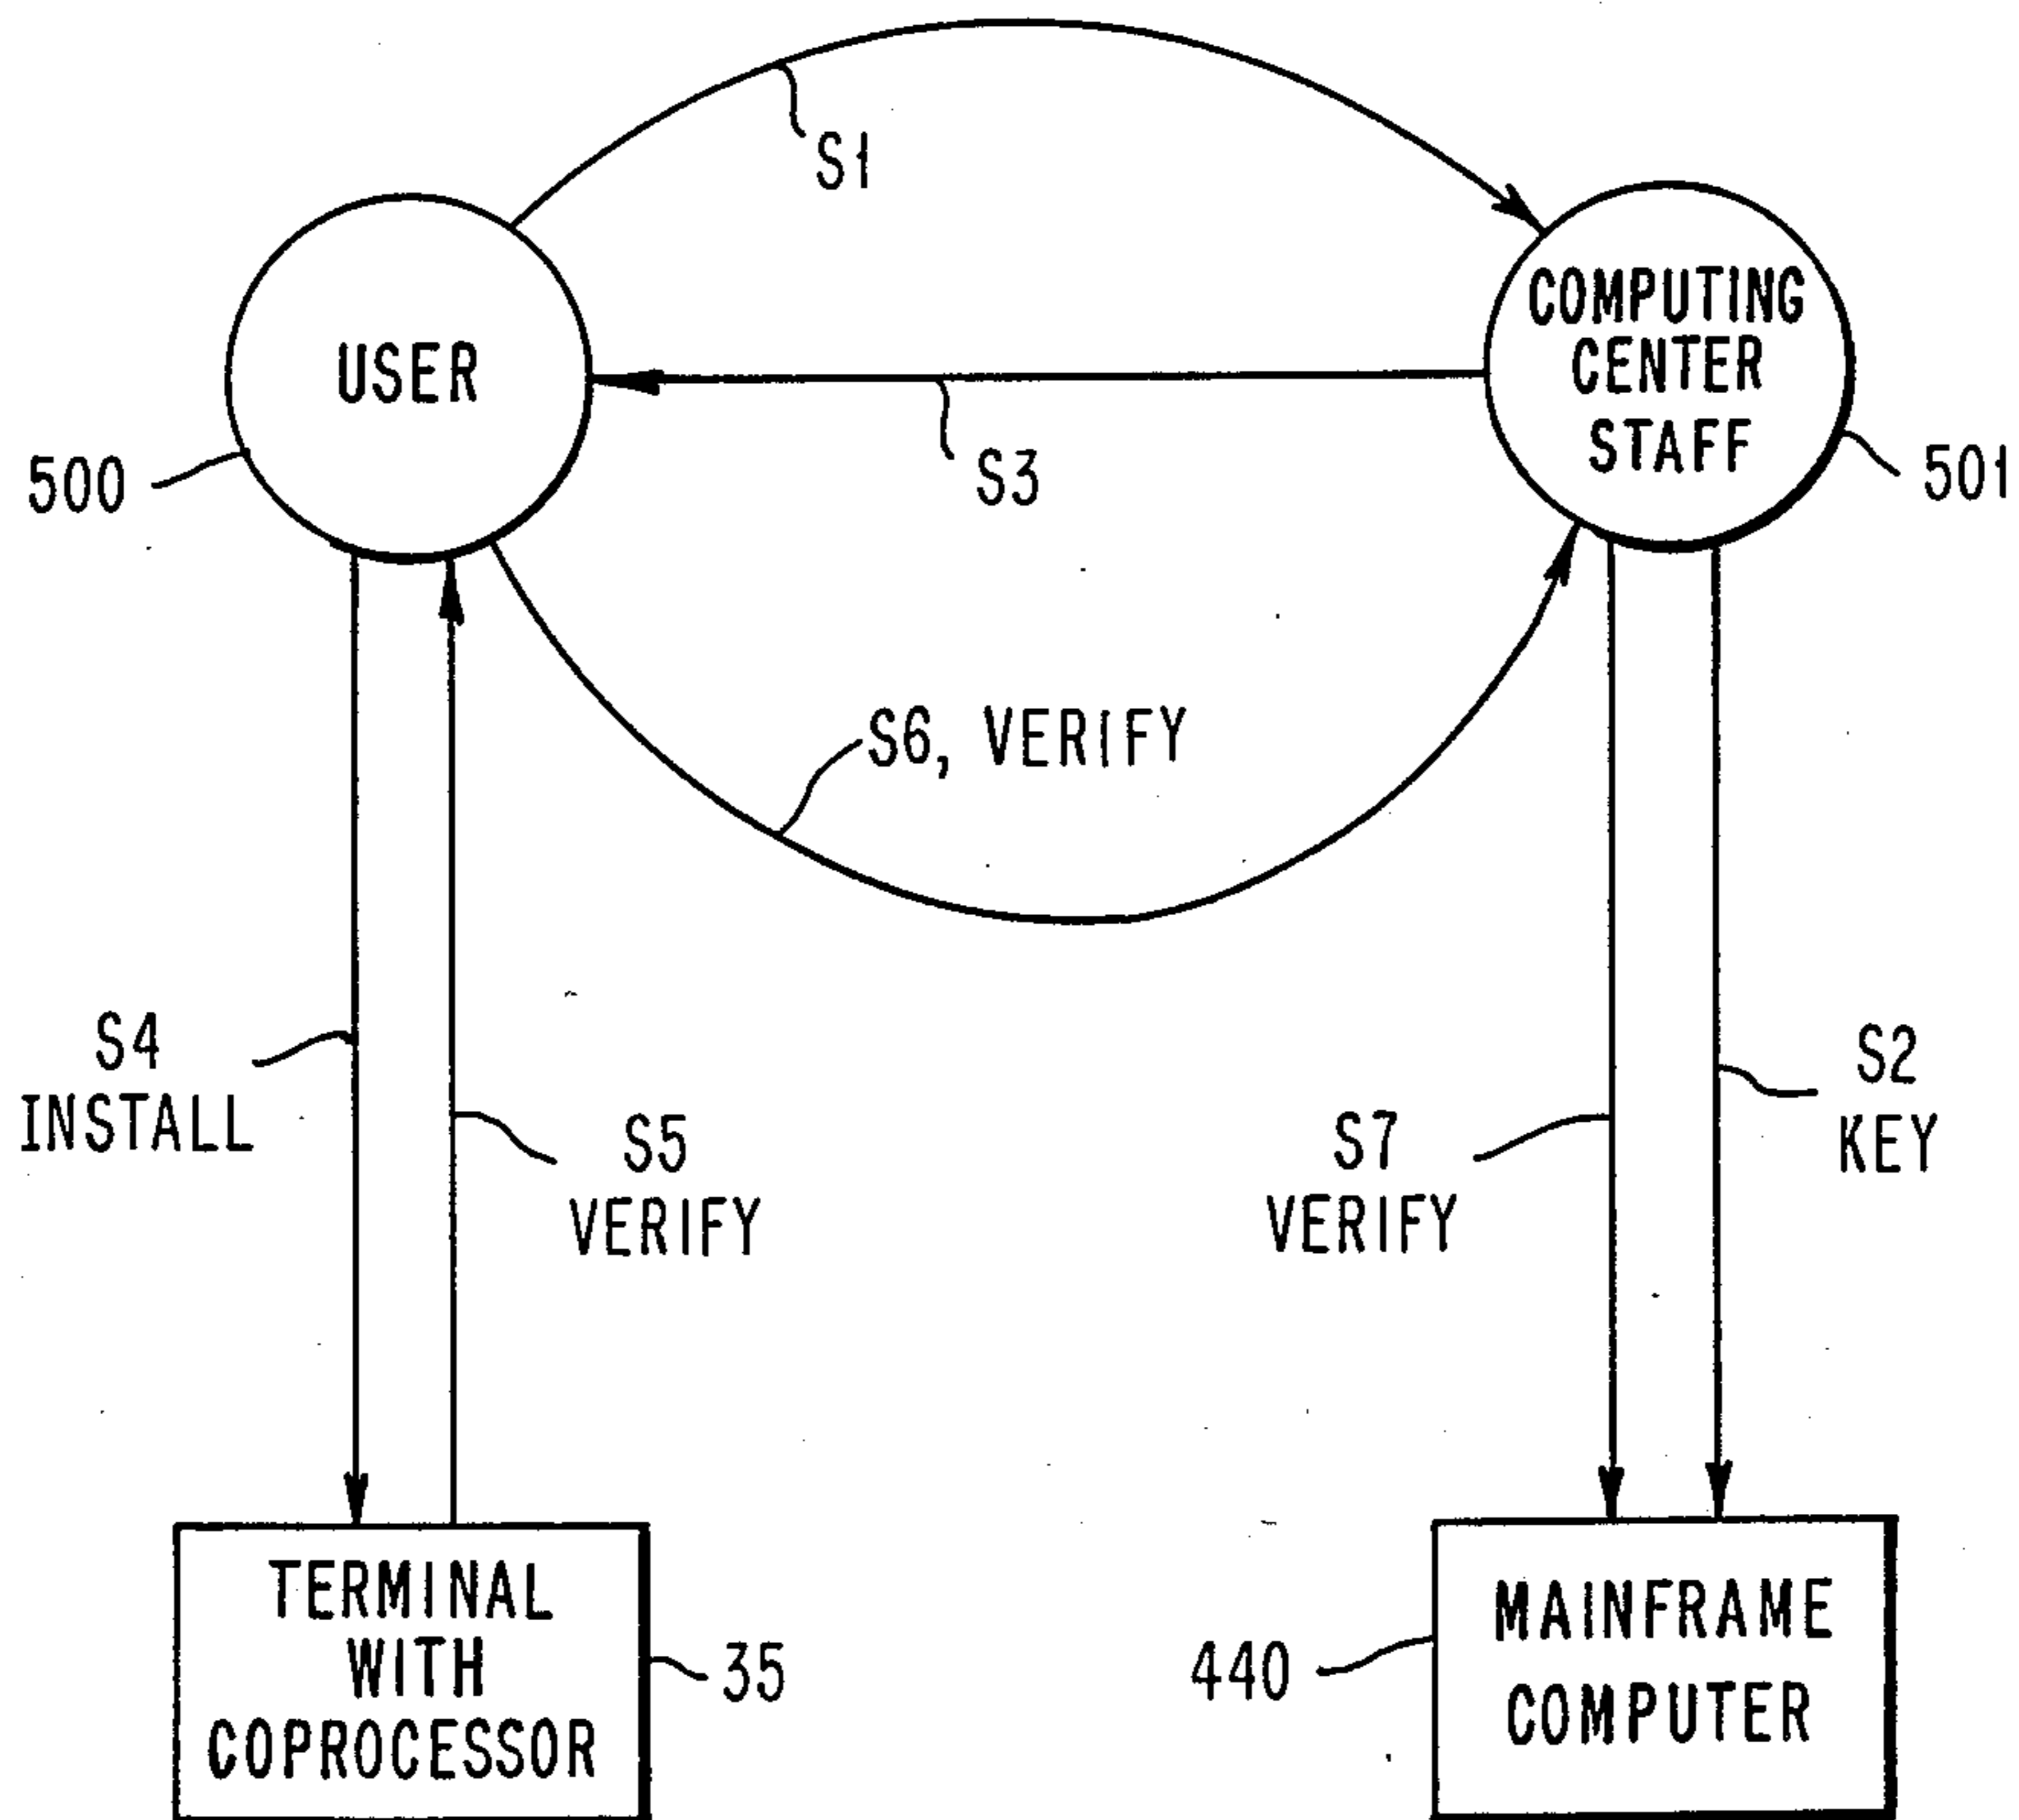 S1
USER
COMPUTING
CENTER
STAFF
500
S3
501
S6, VERIFY
S4
INSTALL
S5
VERIFY
S7
VERIFY
S2
KEY
TERMINAL
WITH
COPROCESSOR
35
440
MAINFRAME
COMPUTER